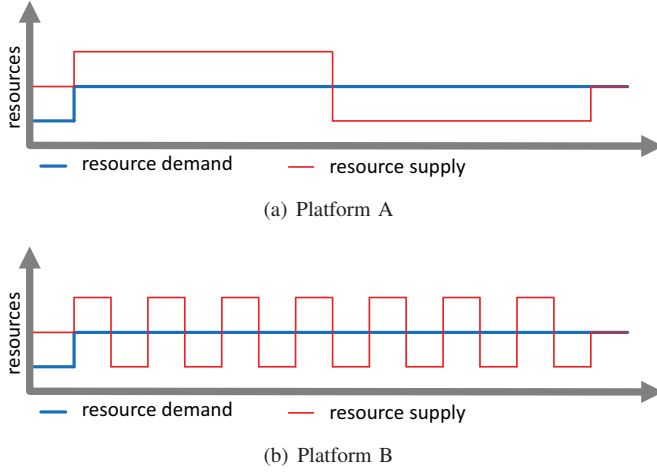 resources
resource demand resource supply
(a) Platform A
resources
resource demand resource supply
(b) Platform B